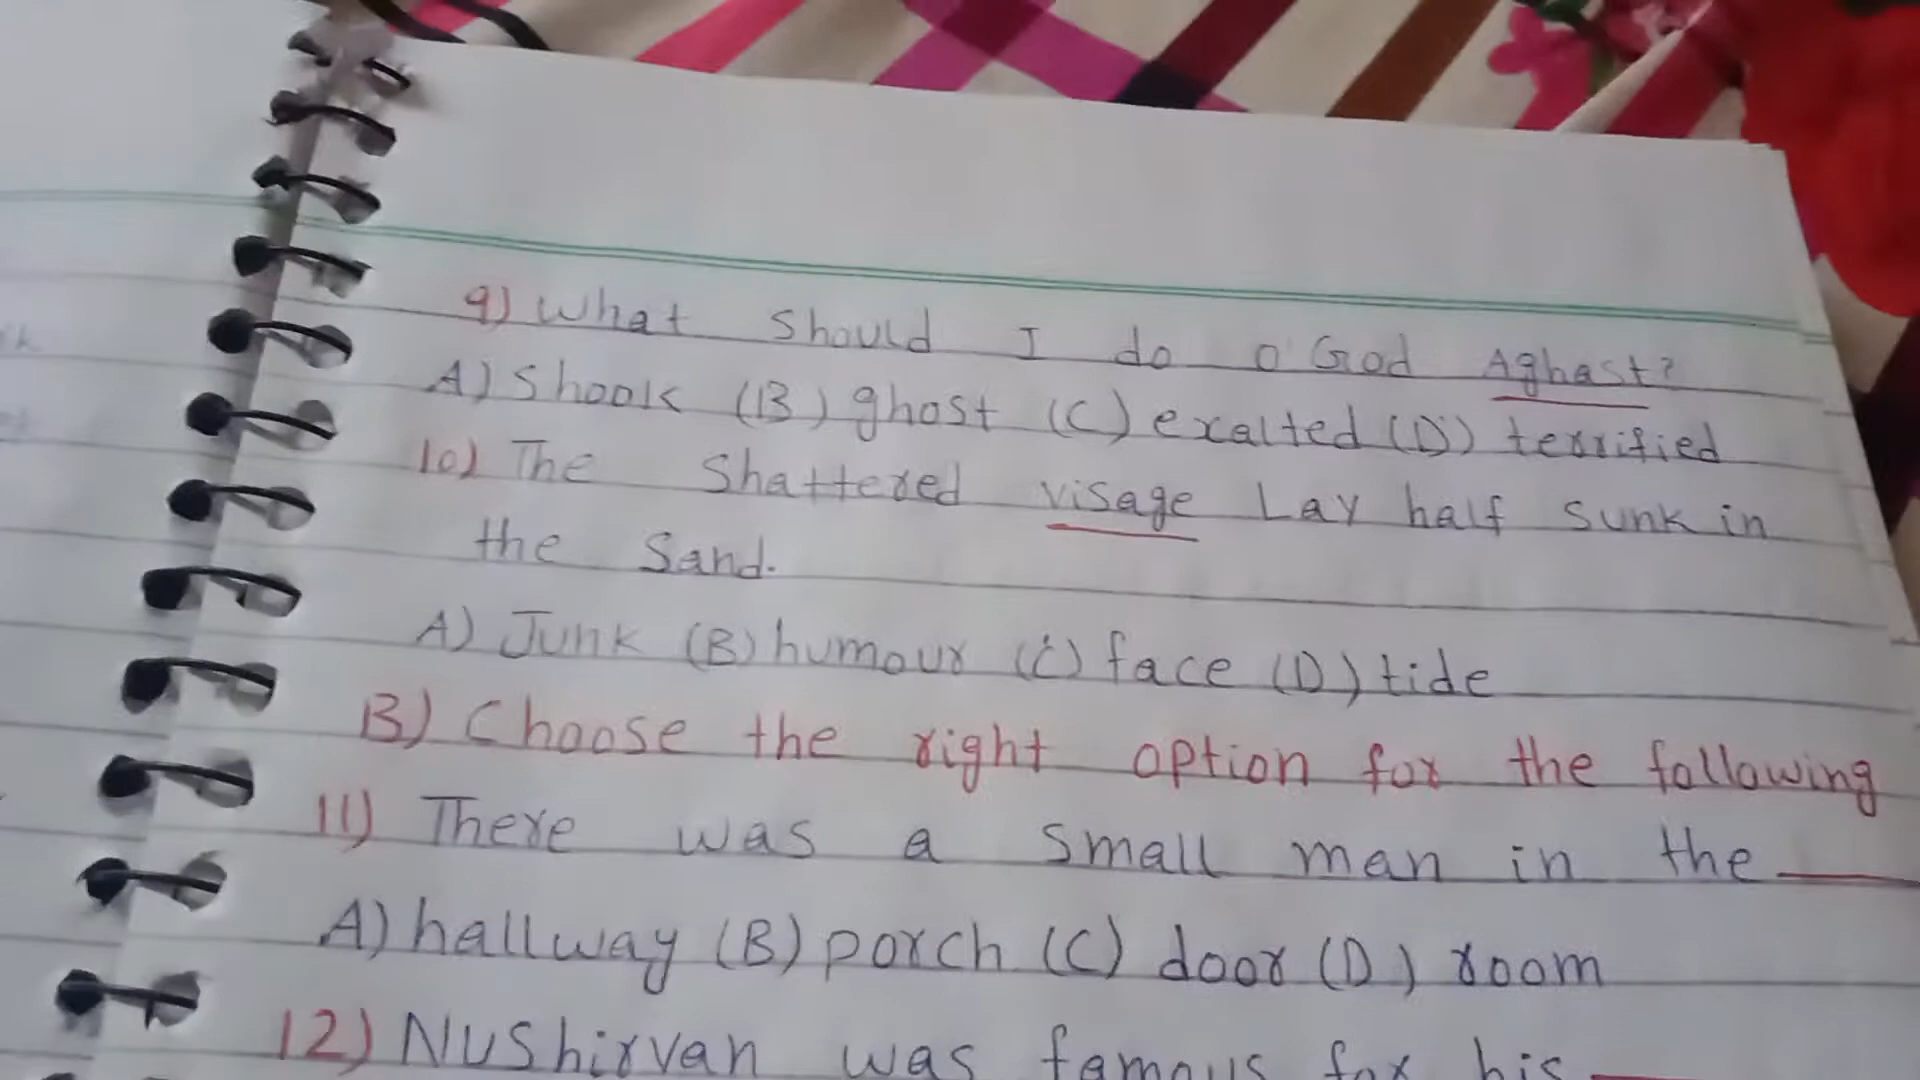 9) What should I do o'God Aghast?
A) Shook (B) ghost (C) exalted (D) terrified
10) The Shattered visage Lay half sunk in
the Sand.
A) Junk (B) humour (C) face (D) tide
B) Choose the right option for the following
11) There was a small man in the
A) hallway (B) porch (C) door (D) room
12) NuShirvan was famous for his